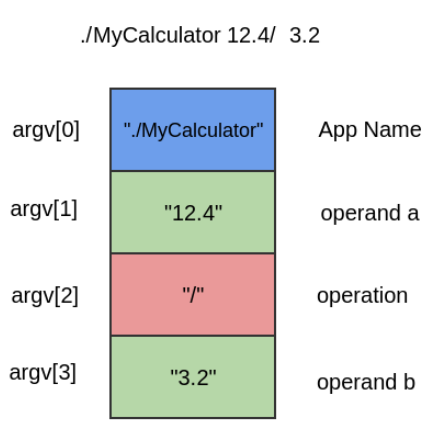 ./MyCalculator 12.4/  3.2
argv[0] "./MyCalculator" App Name
argv[1] "12.4" operand a
argv[2] "/" operation
argv[3] "3.2" operand b